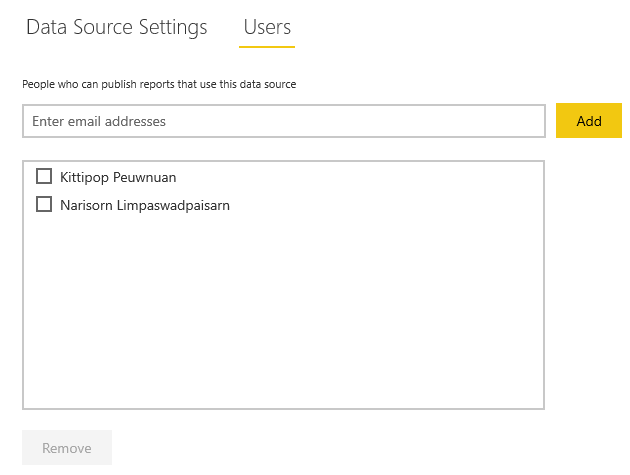 Data Source Settings Users
People who can publish reports that use this data source
Enter email addresses Add
Kittipop Peuwnuan
Narisorn Limpaswadpaisarn
Remove